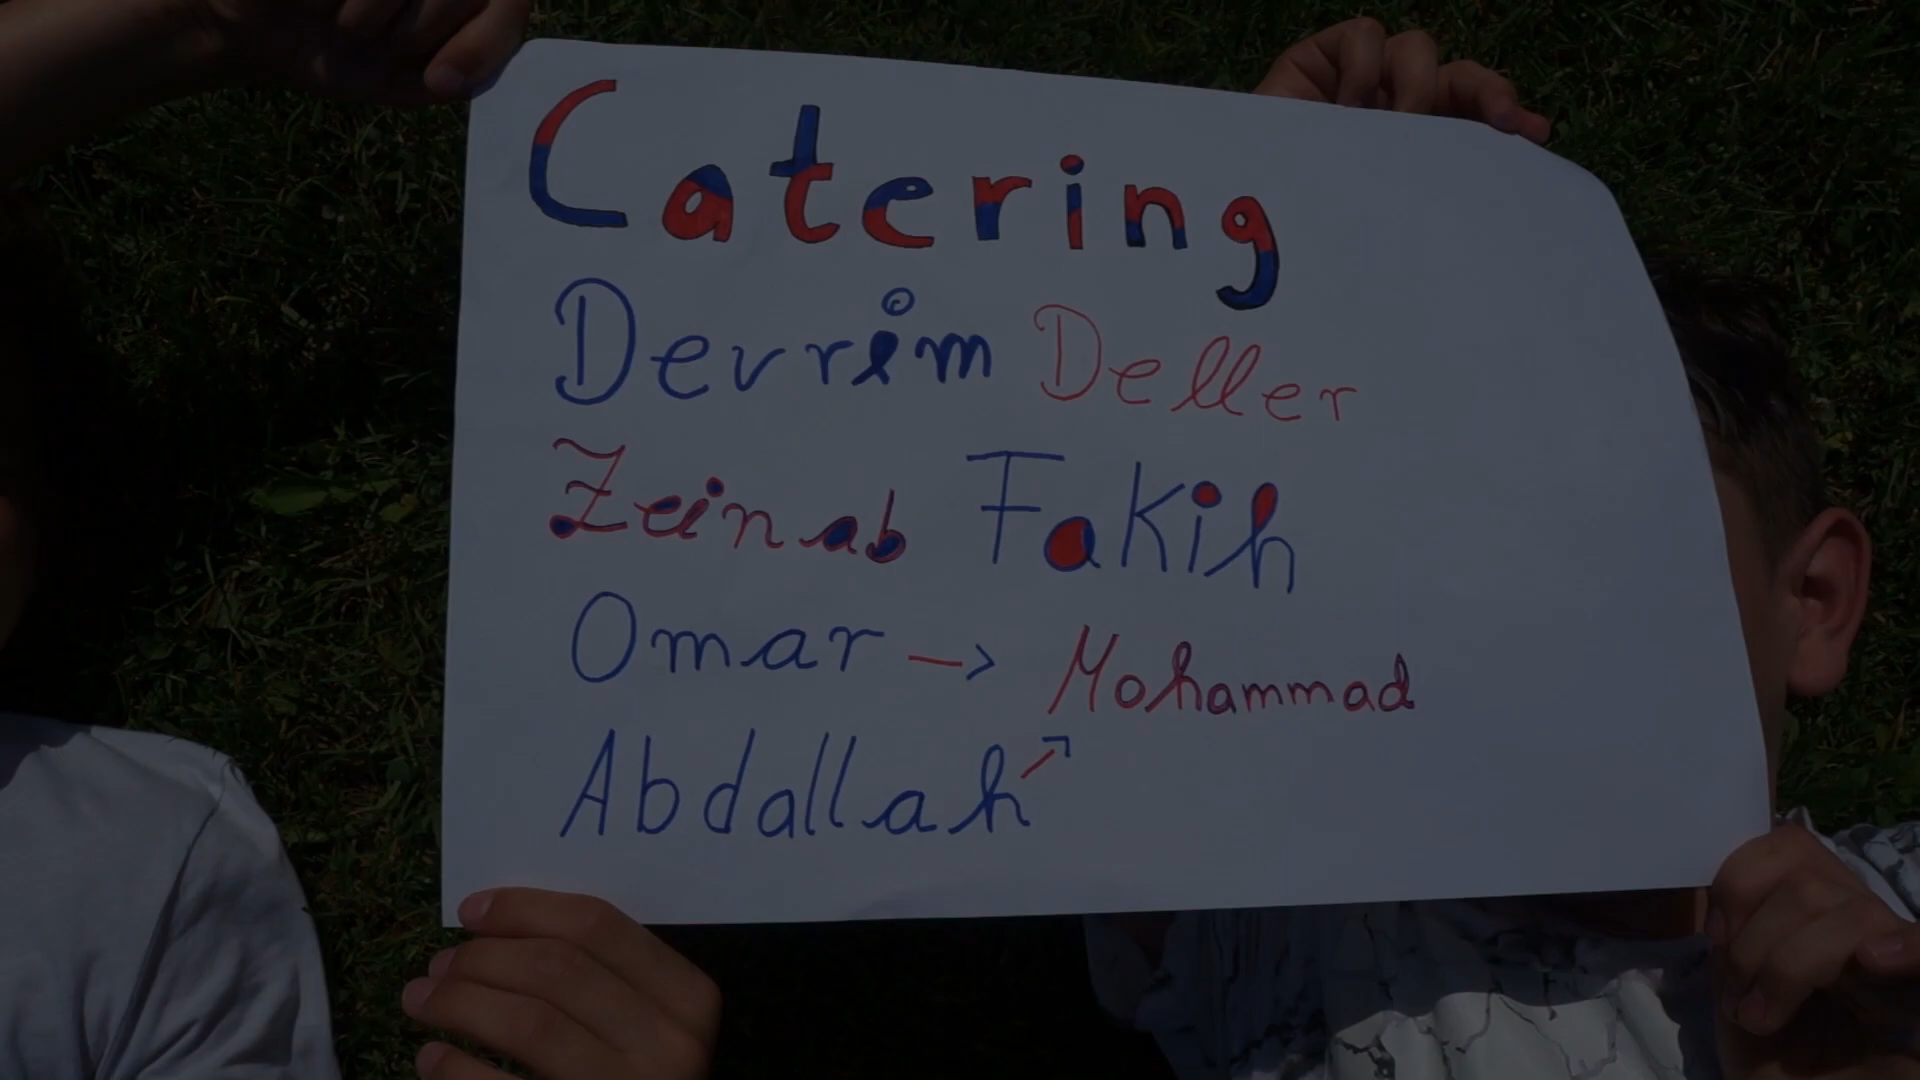 Catering
Devrim Deller
Zeinab Fakih
Omar → Mohammad
Abdallah ↗